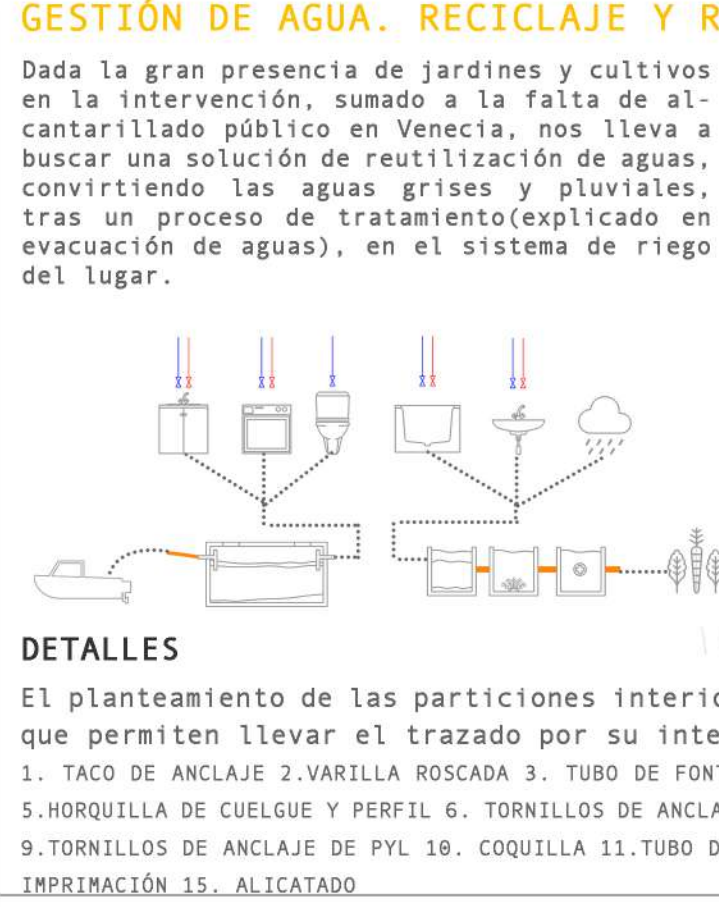 GESTIÓN DE AGUA. RECICLAJE Y R
Dada la gran presencia de jardines y cultivos
en la intervención, sumado a la falta de al-
cantarillado público en Venecia, nos lleva a
buscar una solución de reutilización de aguas,
convirtiendo las aguas grises y pluviales,
tras un proceso de tratamiento(explicado en
evacuación de aguas), en el sistema de riego
del lugar.
DETALLES
El planteamiento de las particiones interio
que permiten llevar el trazado por su inte
1. TACO DE ANCLAJE 2.VARILLA ROSCADA 3. TUBO DE FONT
5.HORQUILLA DE CUELGUE Y PERFIL 6. TORNILLOS DE ANCLA
9.TORNILLOS DE ANCLAJE DE PYL 10. COQUILLA 11.TUBO D
IMPRIMACIÓN 15. ALICATADO